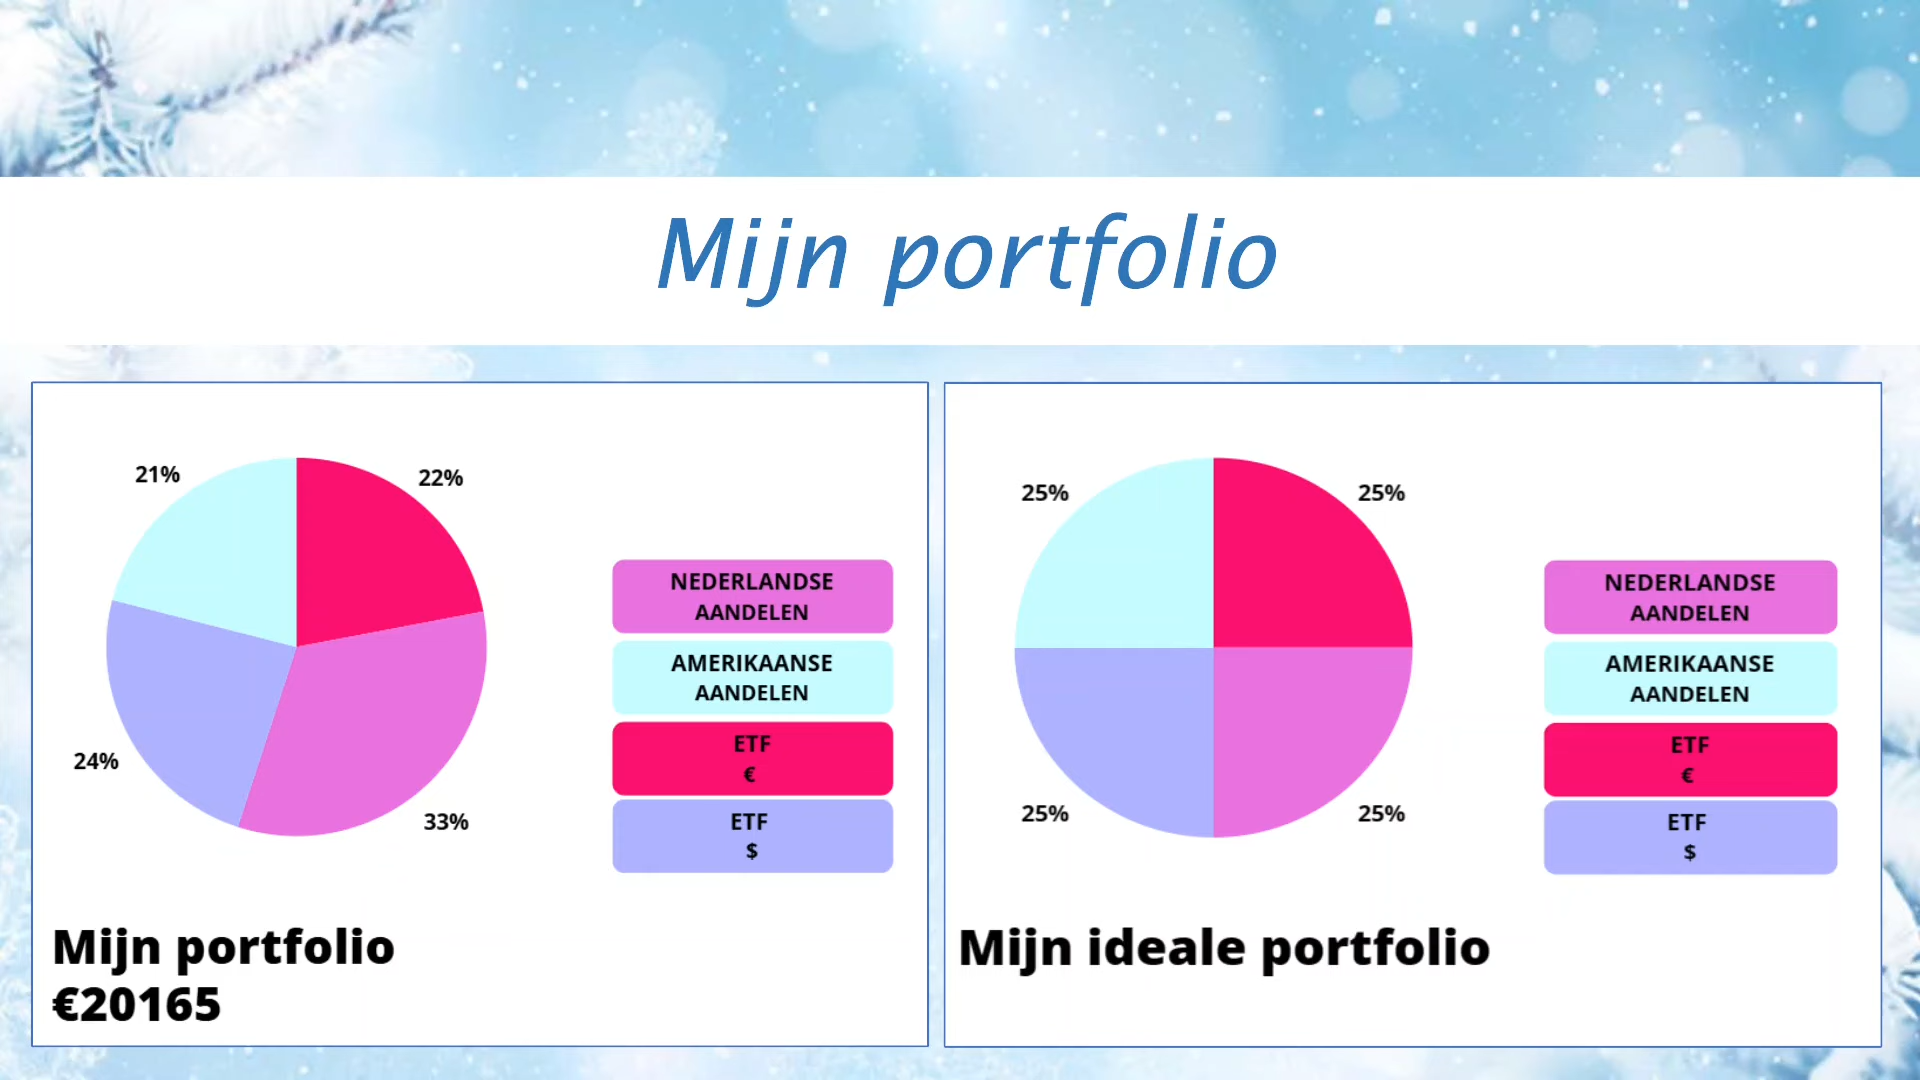 Mijn portfolio
21%
22%
24%
33%
NEDERLANDSE
AANDELEN
AMERIKAANSE
AANDELEN
ETF
€
ETF
$
Mijn portfolio
€20165
25%
25%
25%
25%
NEDERLANDSE
AANDELEN
AMERIKAANSE
AANDELEN
ETF
€
ETF
$
Mijn ideale portfolio